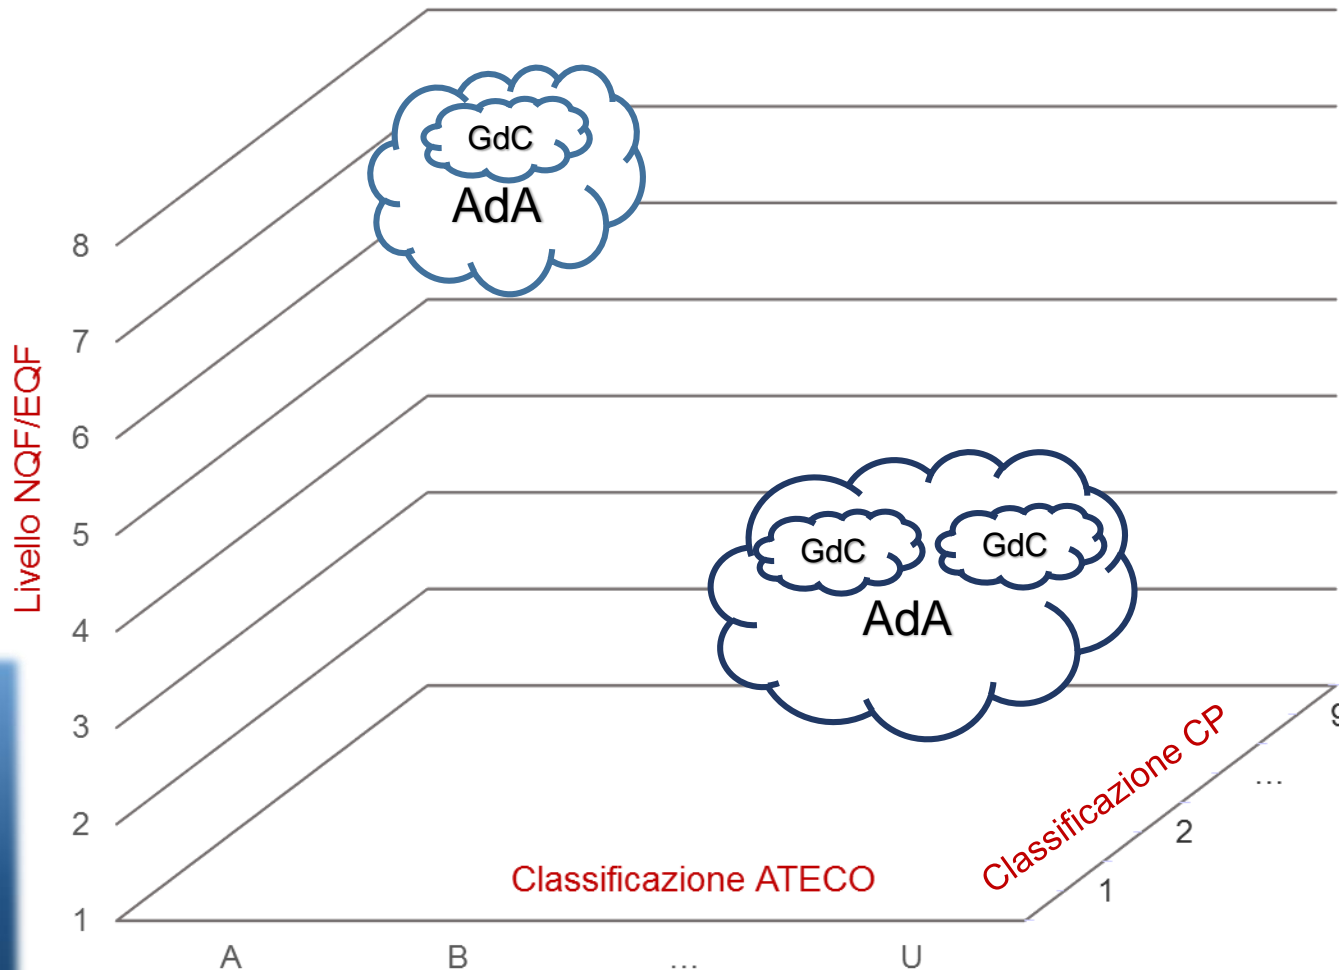 GdC
AdA
8
7
6
5
4
3
2
1
Livello NQF/EQF
GdC
GdC
AdA
Classificazione CP
9
...
2
1
Classificazione ATECO
A
B
...
U